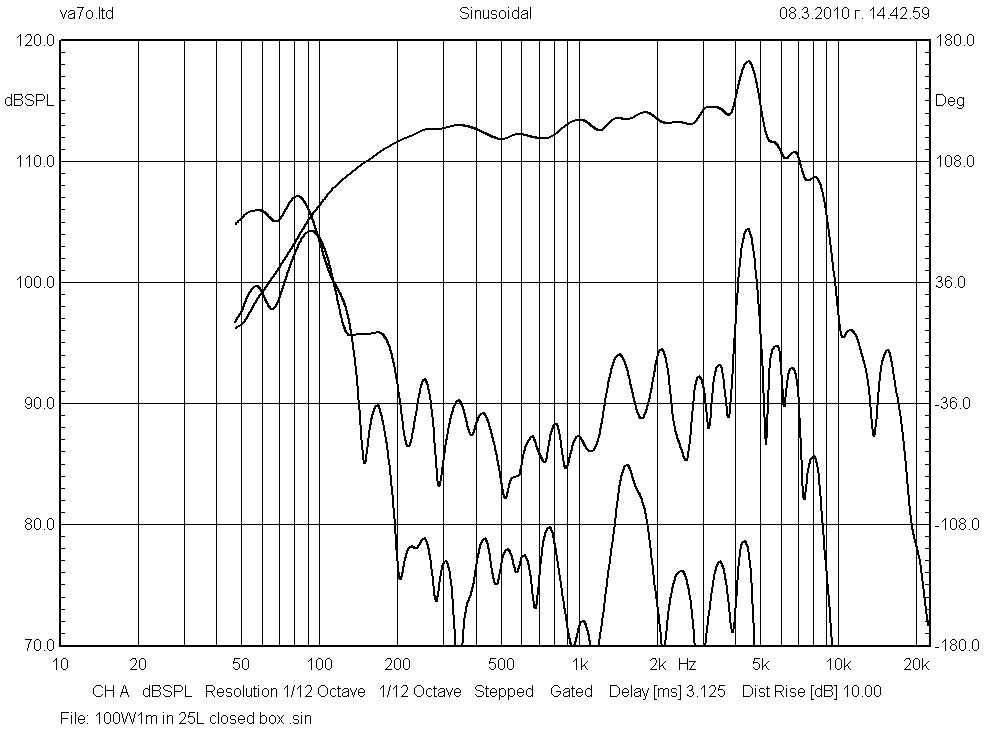 va7o.ltd Sinusoidal 08.3.2010 г. 14.42.59
120.0 180.0
dBSPL Deg
110.0 108.0
100.0 36.0
90.0 -36.0
80.0 -108.0
70.0 -180.0
10 20 50 100 200 500 1k 2k Hz 5k 10k 20k
CH A dBSPL Resolution 1/12 Octave 1/12 Octave Stepped Gated Delay [ms] 3.125 Dist Rise [dB] 10.00
File: 100W1m in 25L closed box .sin